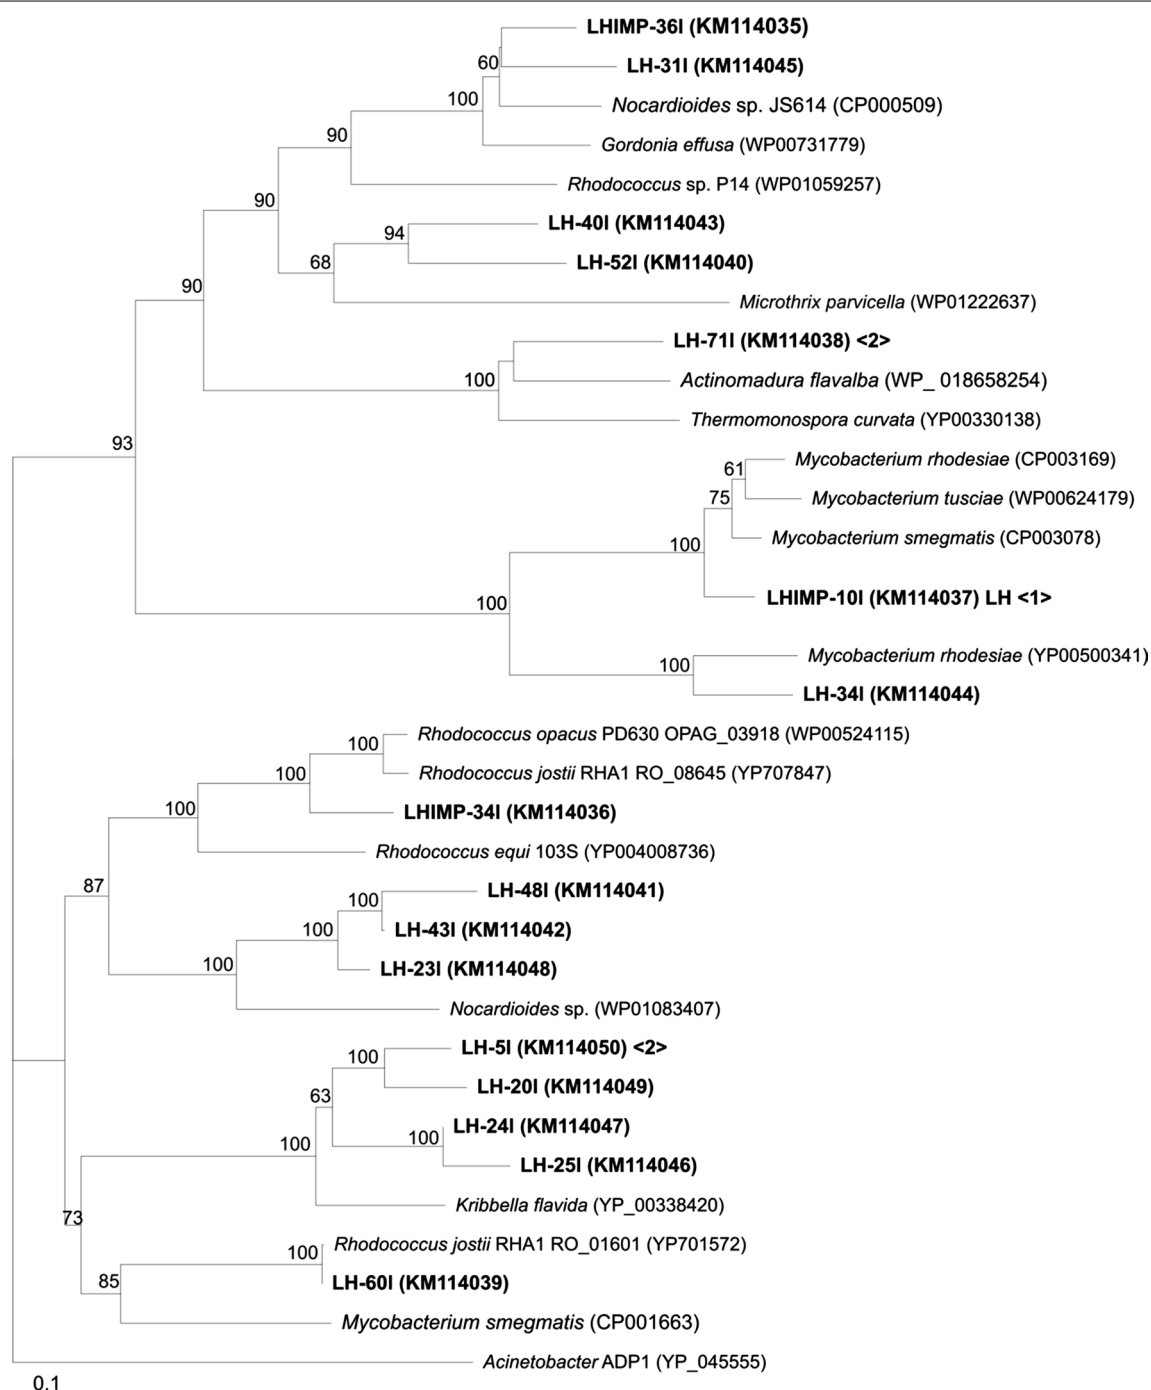 LHIMP-36I (KM114035)
60
LH-31I (KM114045)
100
Nocardioides sp. JS614 (CP000509)
90
Gordonia effusa (WP00731779)
Rhodococcus sp. P14 (WP01059257)
90
LH-40I (KM114043)
94
68
LH-52I (KM114040)
90
Microthrix parvicella (WP01222637)
LH-71I (KM114038) <2>
100
Actinomadura flavalba (WP_ 018658254)
Thermomonospora curvata (YP00330138)
93
Mycobacterium rhodesiae (CP003169)
61
75
Mycobacterium tusciae (WP00624179)
Mycobacterium smegmatis (CP003078)
100
LHIMP-10I (KM114037) LH <1>
100
Mycobacterium rhodesiae (YP00500341)
100
LH-34I (KM114044)
Rhodococcus opacus PD630 OPAG_03918 (WP00524115)
100
100
Rhodococcus jostii RHA1 RO_08645 (YP707847)
100
LHIMP-34I (KM114036)
Rhodococcus equi 103S (YP004008736)
87
LH-48I (KM114041)
100
100
LH-43I (KM114042)
100
LH-23I (KM114048)
Nocardioides sp. (WP01083407)
LH-5I (KM114050) <2>
100
LH-20I (KM114049)
63
LH-24I (KM114047)
100
100
LH-25I (KM114046)
Kribbella flavida (YP_00338420)
73
Rhodococcus jostii RHA1 RO_01601 (YP701572)
100
85
LH-60I (KM114039)
Mycobacterium smegmatis (CP001663)
Acinetobacter ADP1 (YP_045555)
0.1